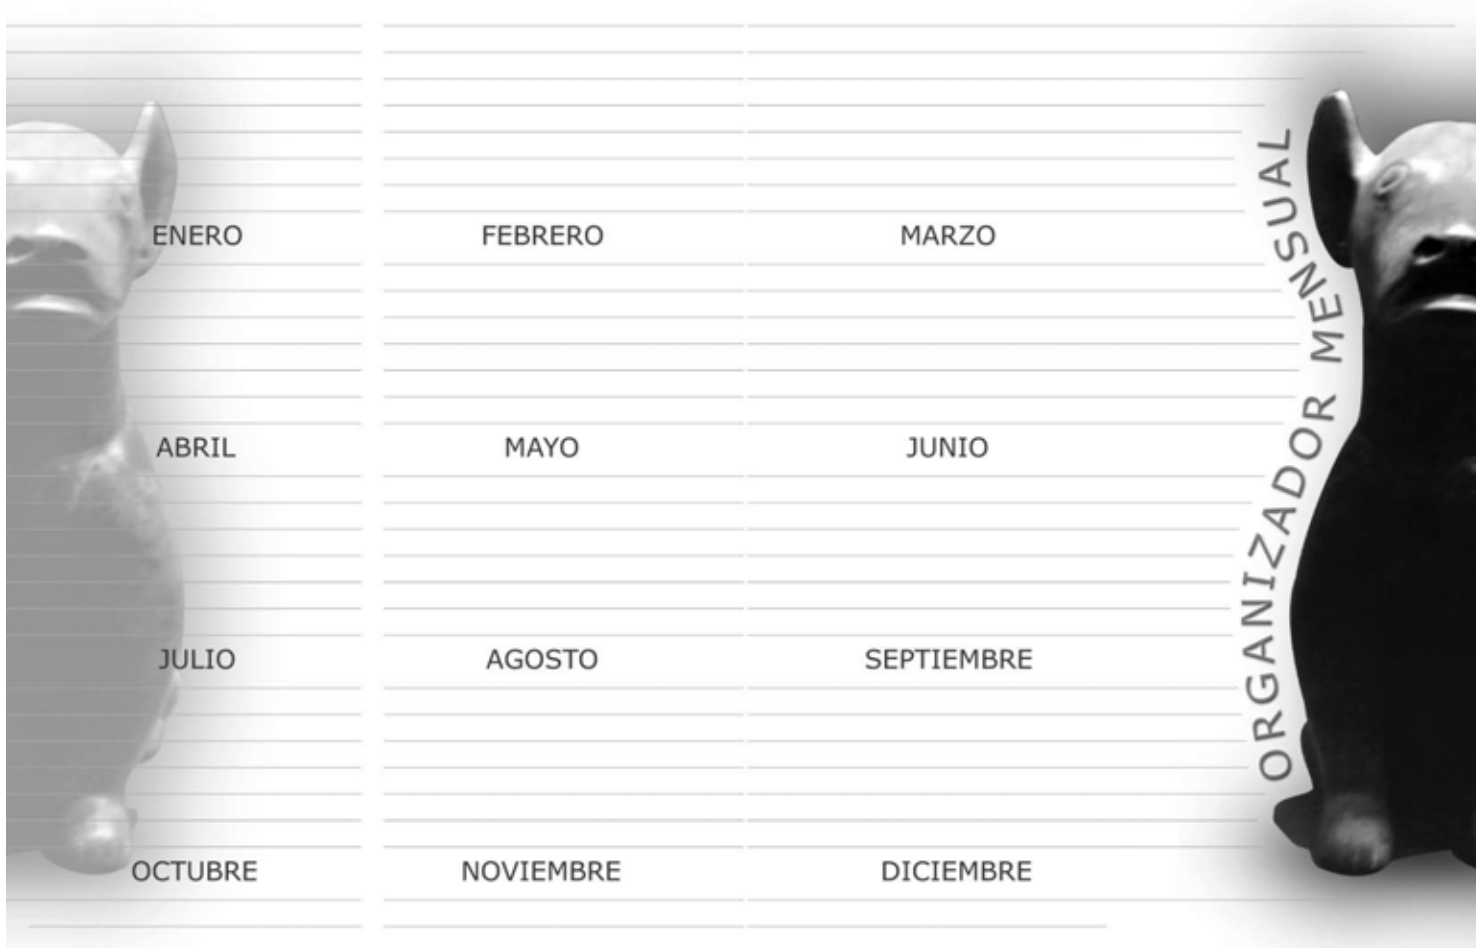 ENERO FEBRERO MARZO
ABRIL MAYO JUNIO
JULIO AGOSTO SEPTIEMBRE
OCTUBRE NOVIEMBRE DICIEMBRE
ORGANIZADOR MENSUAL